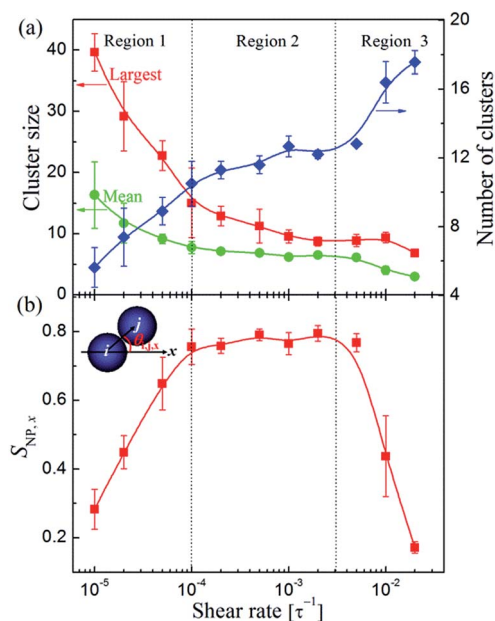 (a)
Region 1 Region 2 Region 3
Largest
Mean
Cluster size
40
30
20
10
0
Number of clusters
20
16
12
8
4
(b)
i j θi,j,x x
S_NP, x
0.8
0.6
0.4
0.2
10^-5 10^-4 10^-3 10^-2
Shear rate [τ^-1]